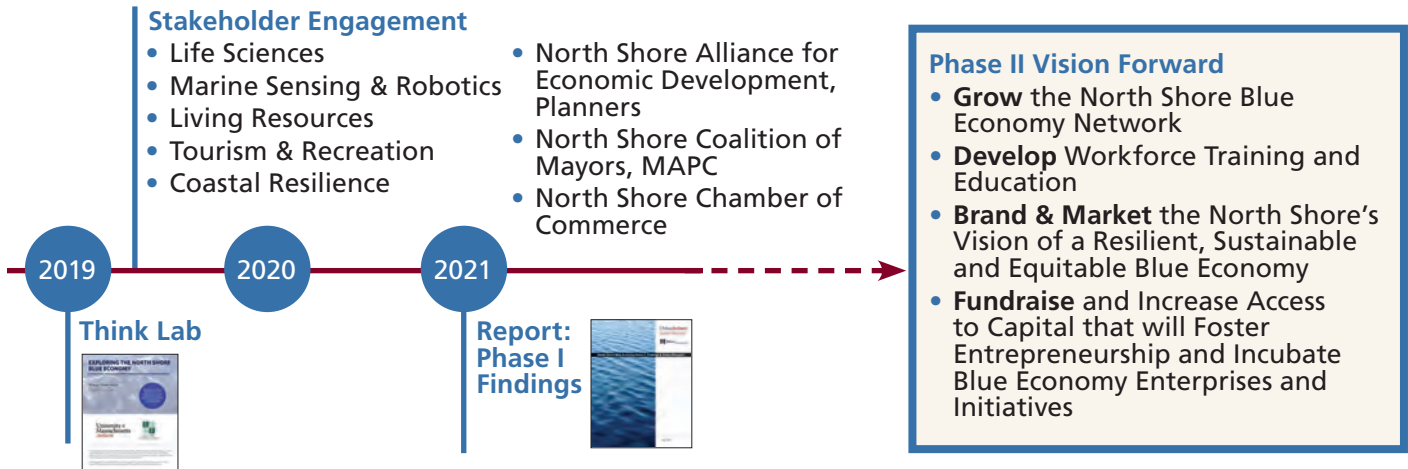 Stakeholder Engagement
• Life Sciences
• Marine Sensing & Robotics
• Living Resources
• Tourism & Recreation
• Coastal Resilience
• North Shore Alliance for
Economic Development,
Planners
• North Shore Coalition of
Mayors, MAPC
• North Shore Chamber of
Commerce
2019
2020
2021
Think Lab
EXPLORING THE NORTH SHORE
BLUE ECONOMY
University of
Massachusetts
Report:
Phase I
Findings
Phase II Vision Forward
• Grow the North Shore Blue
Economy Network
• Develop Workforce Training and
Education
• Brand & Market the North Shore's
Vision of a Resilient, Sustainable
and Equitable Blue Economy
• Fundraise and Increase Access
to Capital that will Foster
Entrepreneurship and Incubate
Blue Economy Enterprises and
Initiatives